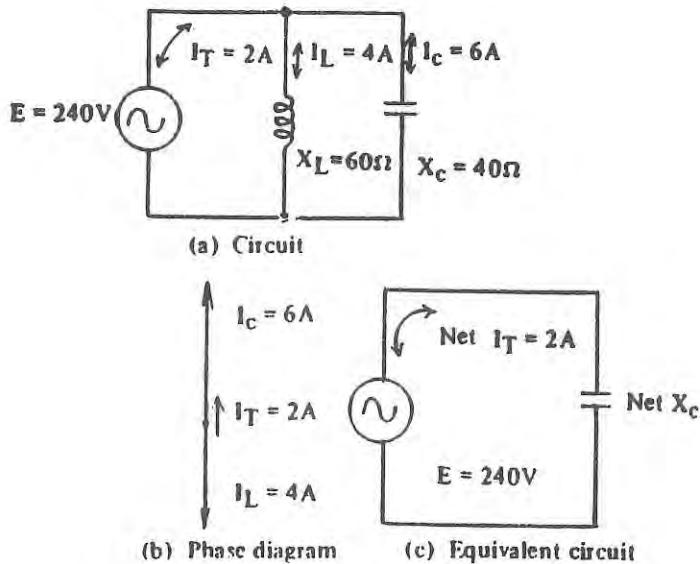 I_T = 2A I_L = 4A I_c = 6A
E = 240V
X_L = 60Ω X_c = 40Ω
(a) Circuit
I_c = 6A
I_T = 2A
I_L = 4A
(b) Phase diagram
Net I_T = 2A
Net X_c
E = 240V
(c) Equivalent circuit